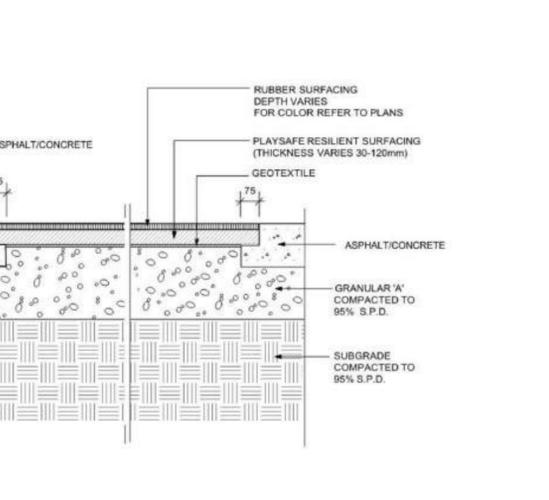 RUBBER SURFACING
DEPTH VARIES
FOR COLOR REFER TO PLANS
PLAYSAFE RESILIENT SURFACING
(THICKNESS VARIES 30-120mm)
SPHALT/CONCRETE
GEOTEXTILE
75
ASPHALT/CONCRETE
GRANULAR 'A'
COMPACTED TO
95% S.P.D.
SUBGRADE
COMPACTED TO
95% S.P.D.